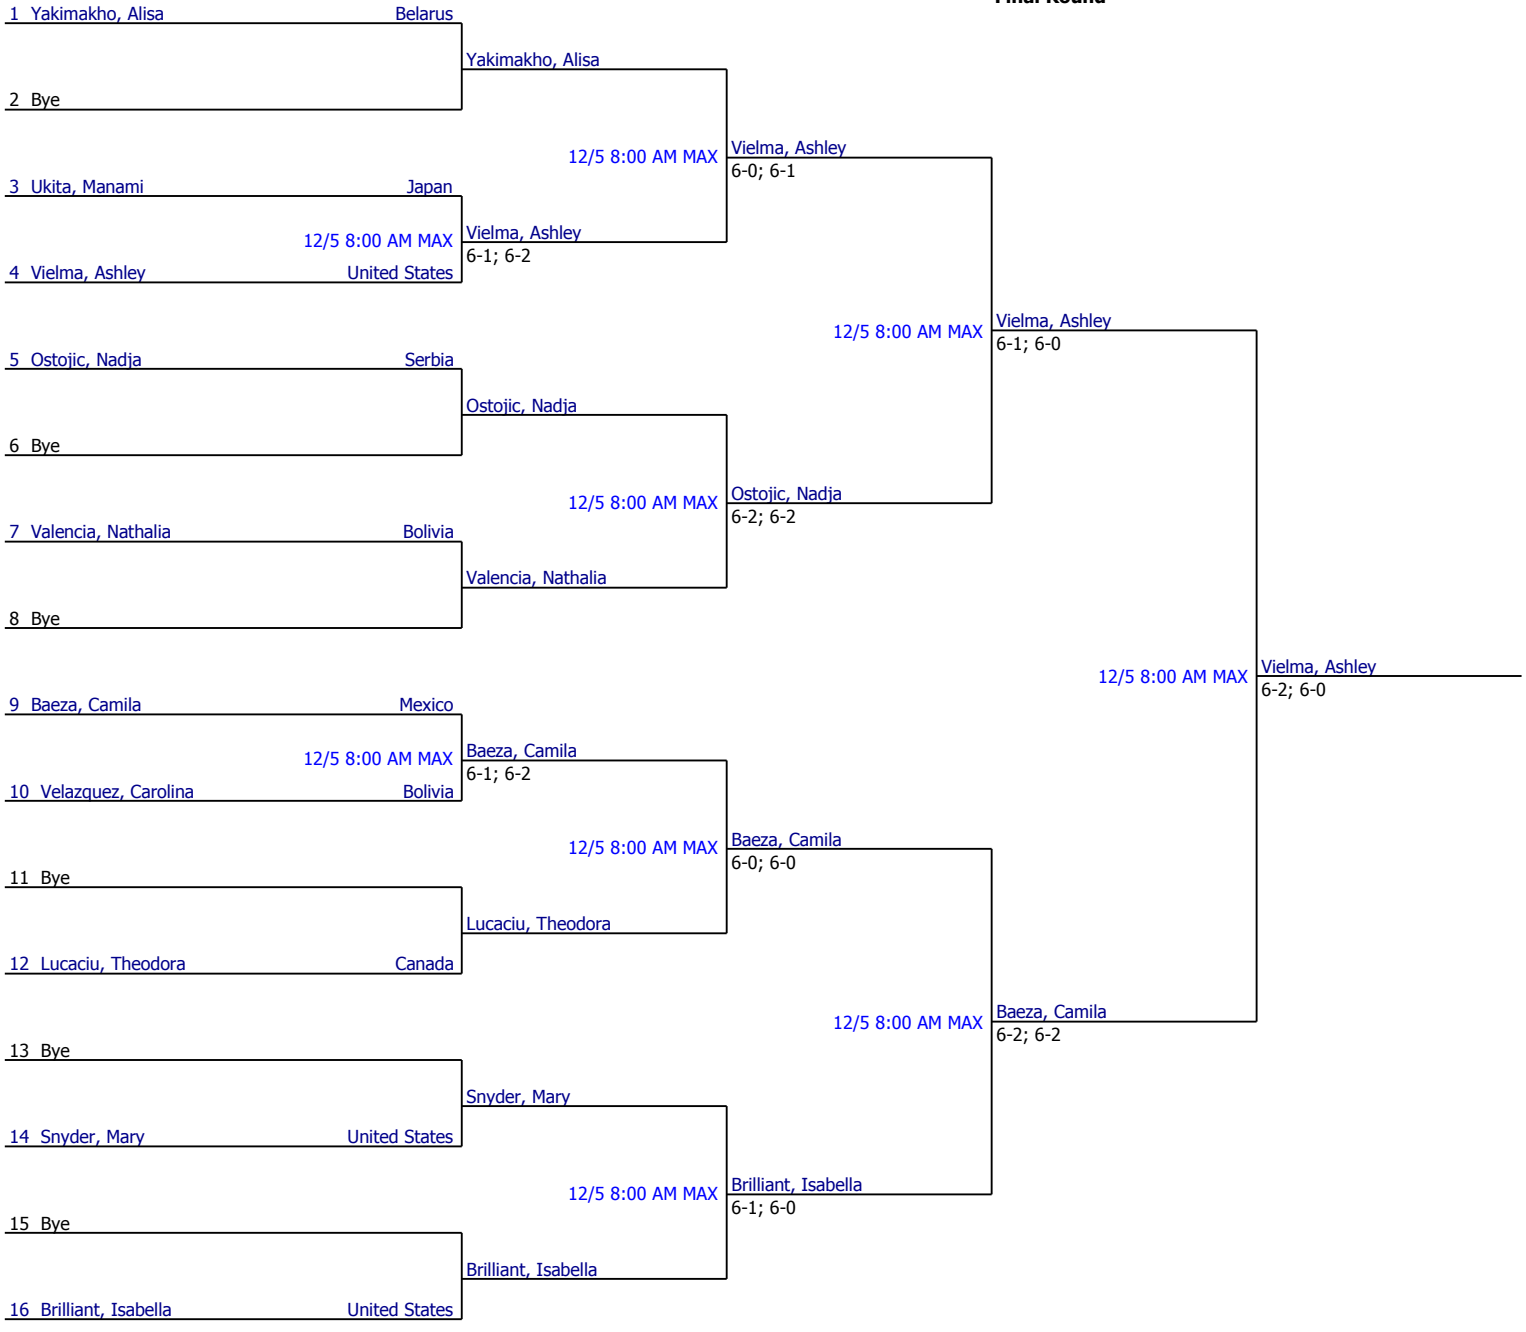 Final Round
1 Yakimakho, Alisa Belarus
Yakimakho, Alisa
2 Bye
12/5 8:00 AM MAX Vielma, Ashley
6-0; 6-1
3 Ukita, Manami Japan
12/5 8:00 AM MAX Vielma, Ashley
6-1; 6-2
4 Vielma, Ashley United States
12/5 8:00 AM MAX Vielma, Ashley
6-1; 6-0
5 Ostojic, Nadja Serbia
Ostojic, Nadja
6 Bye
12/5 8:00 AM MAX Ostojic, Nadja
6-2; 6-2
7 Valencia, Nathalia Bolivia
Valencia, Nathalia
8 Bye
12/5 8:00 AM MAX Vielma, Ashley
6-2; 6-0
9 Baeza, Camila Mexico
12/5 8:00 AM MAX Baeza, Camila
6-1; 6-2
10 Velazquez, Carolina Bolivia
12/5 8:00 AM MAX Baeza, Camila
6-0; 6-0
11 Bye
Lucaciu, Theodora
12 Lucaciu, Theodora Canada
12/5 8:00 AM MAX Baeza, Camila
6-2; 6-2
13 Bye
Snyder, Mary
14 Snyder, Mary United States
12/5 8:00 AM MAX Brilliant, Isabella
6-1; 6-0
15 Bye
Brilliant, Isabella
16 Brilliant, Isabella United States